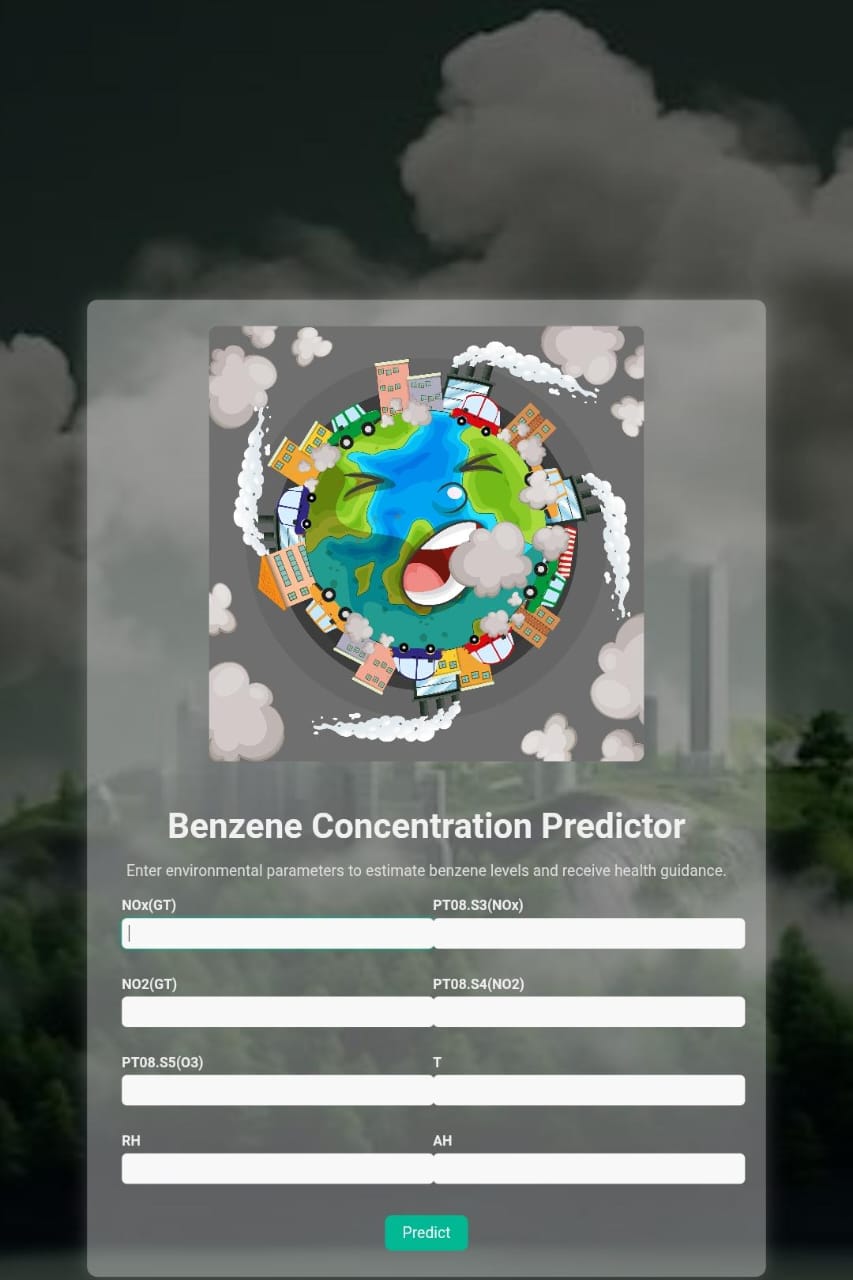 Benzene Concentration Predictor
Enter environmental parameters to estimate benzene levels and receive health guidance.
NOx(GT)
PT08.S3(NOx)
NO2(GT)
PT08.S4(NO2)
PT08.S5(O3)
T
RH
AH
Predict